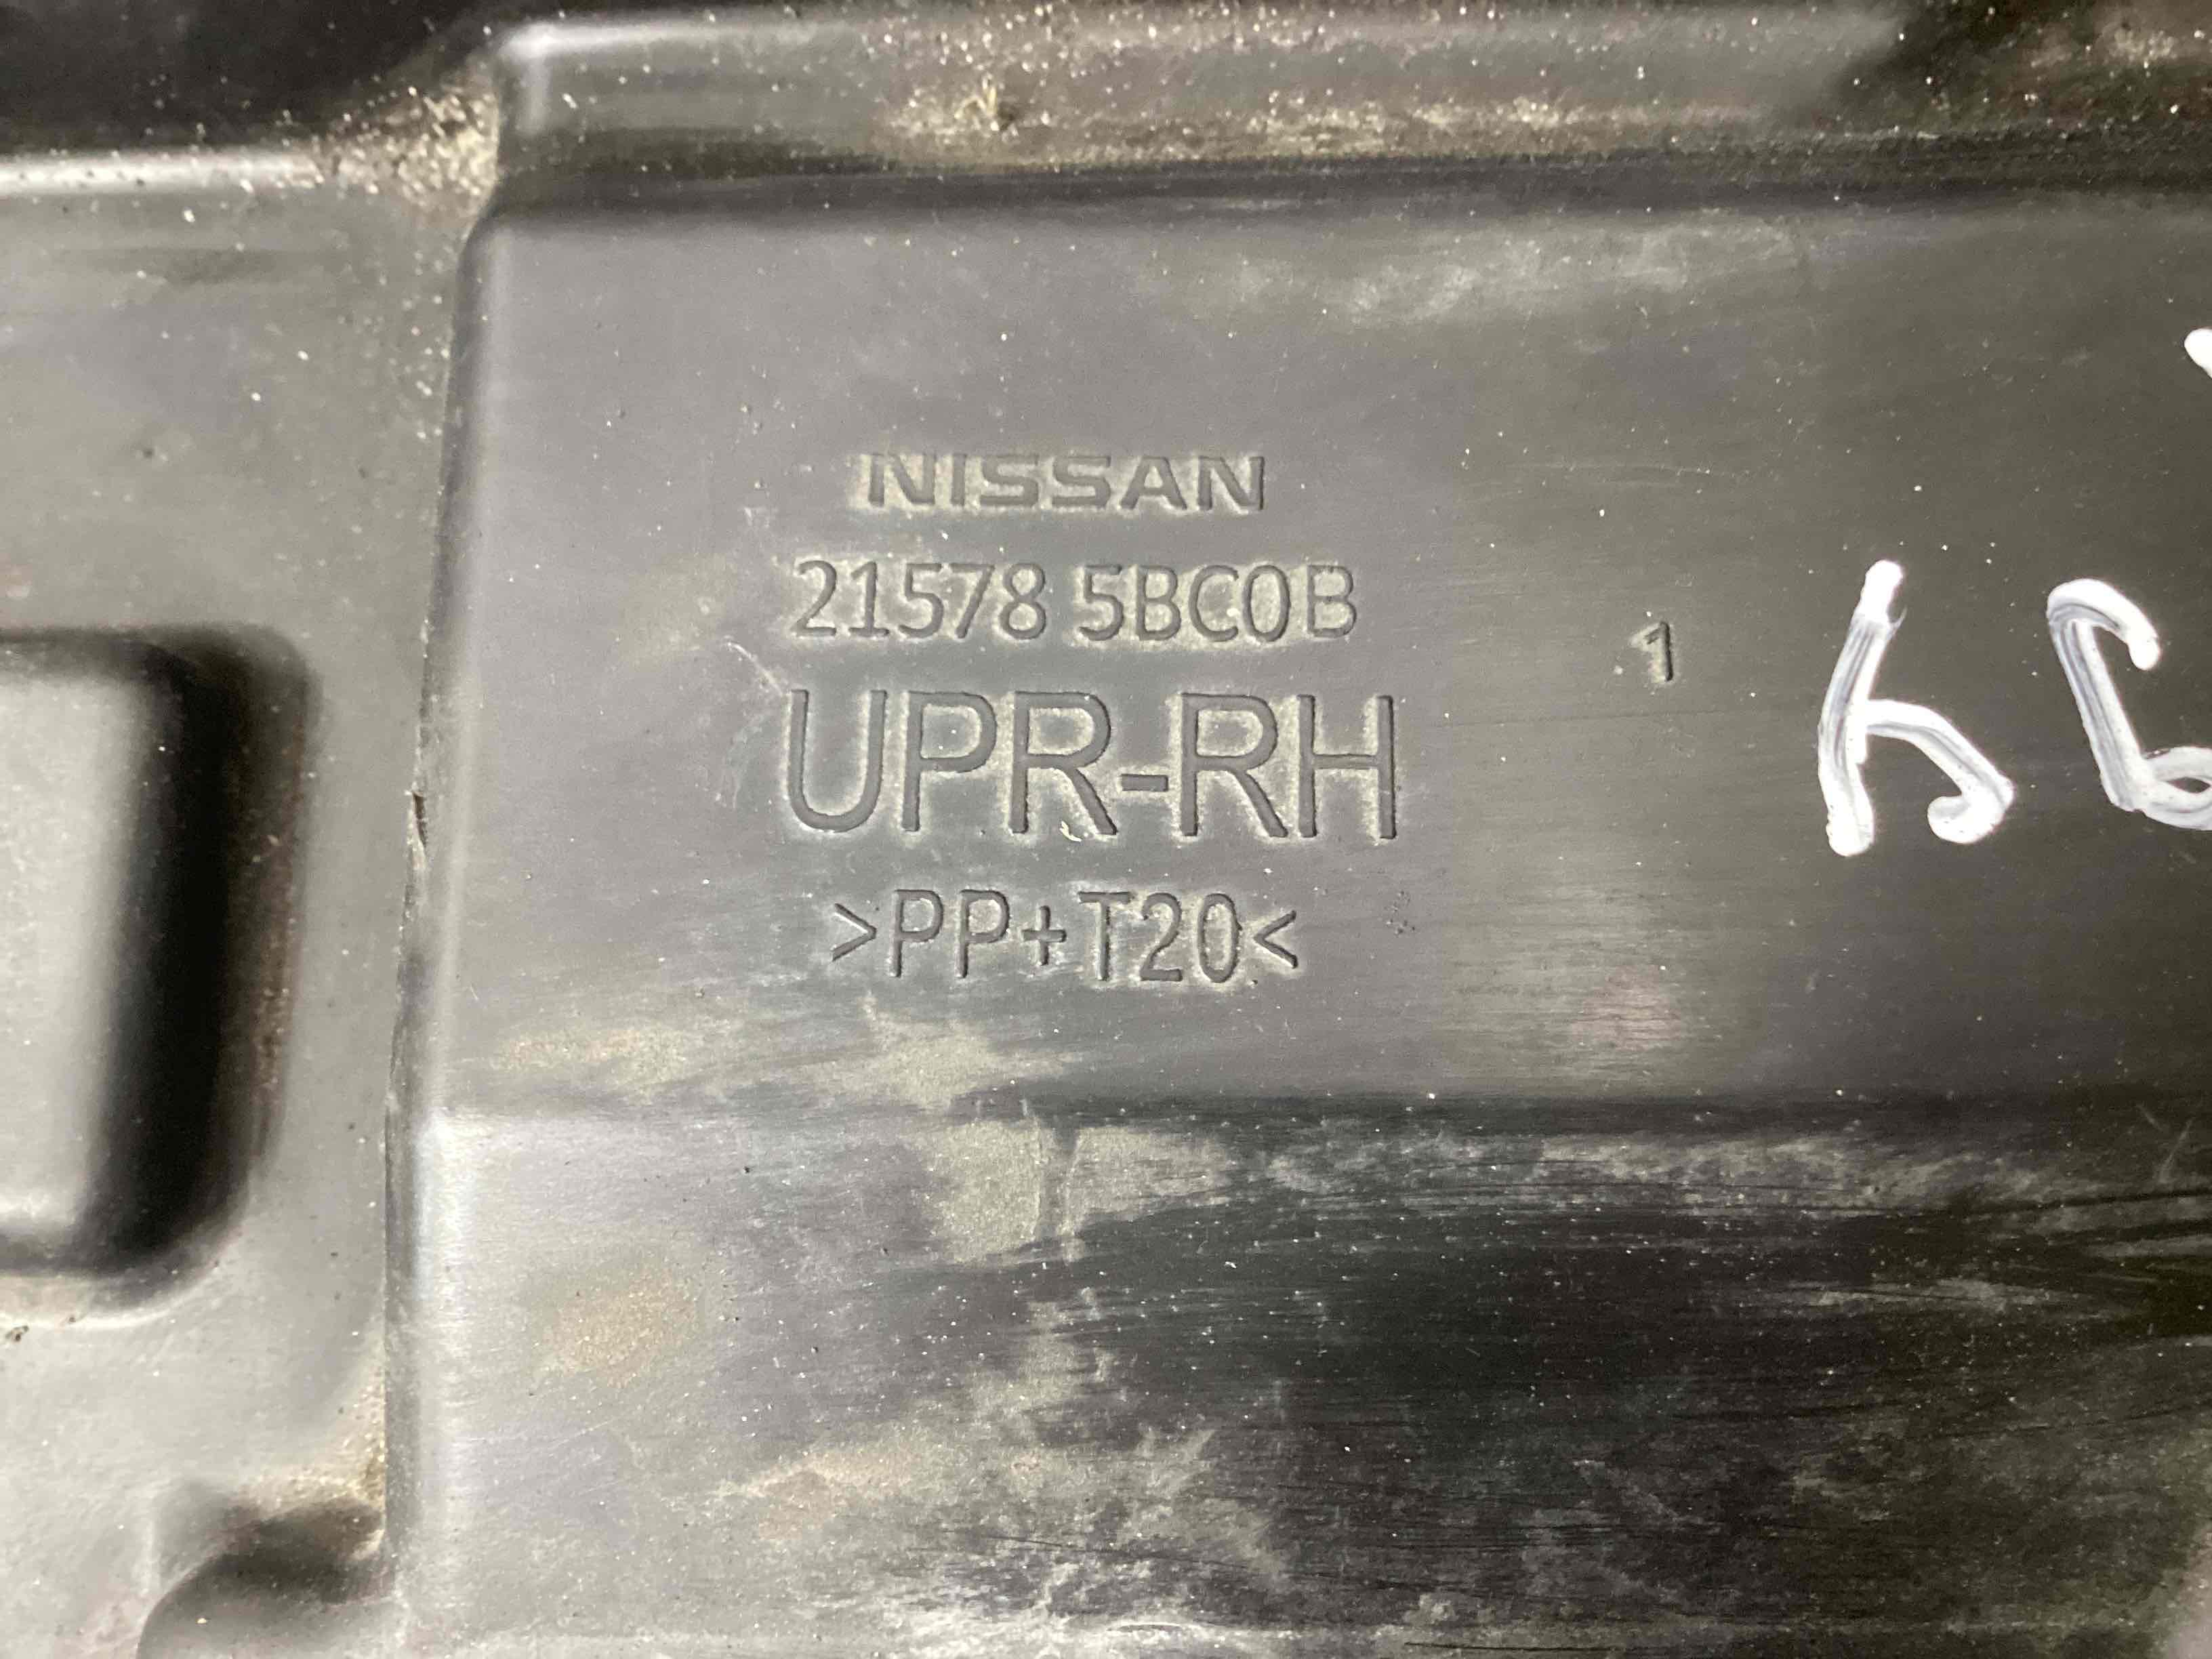 NISSAN
21578 5BC0B
1
UPR-RH
>PP+T20<